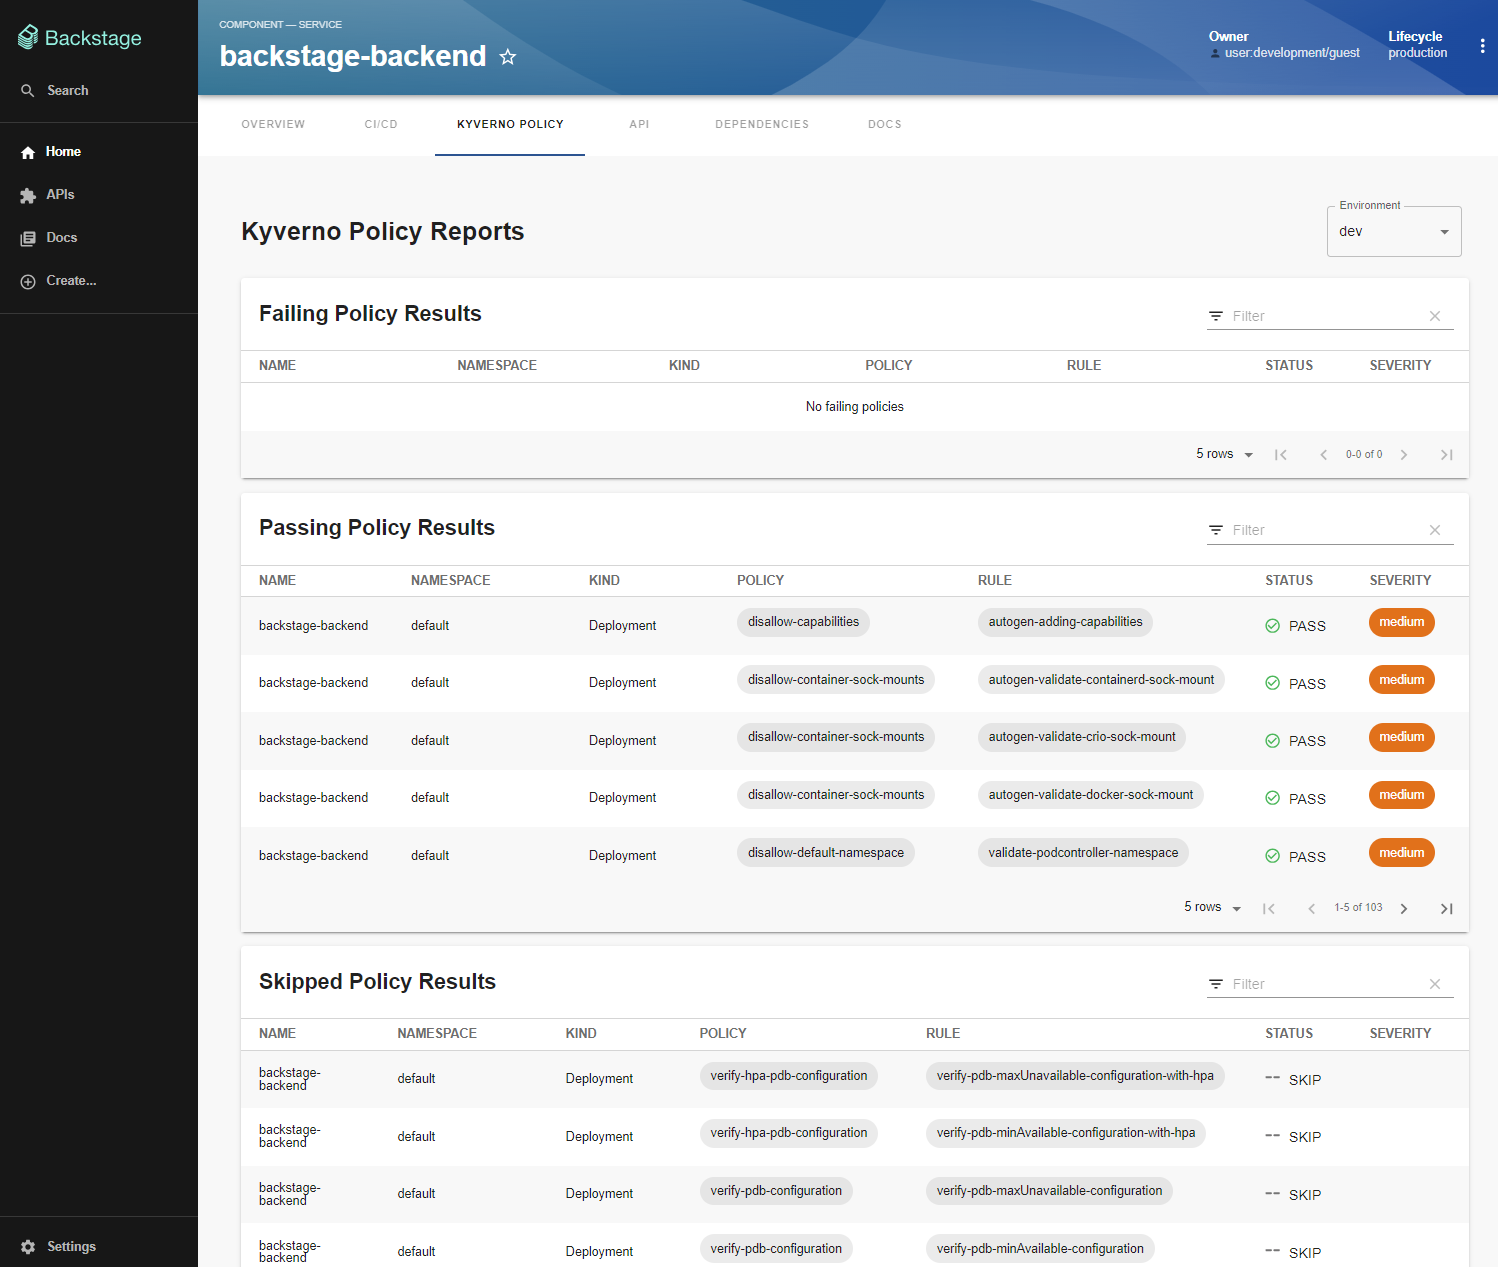 Backstage
Search
Home
APIs
Docs
Create...
Settings
COMPONENT — SERVICE
backstage-backend
Owner
user:development/guest
Lifecycle
production
OVERVIEW CI/CD KYVERNO POLICY API DEPENDENCIES DOCS
Kyverno Policy Reports
Environment
dev
Failing Policy Results
Filter
NAME NAMESPACE KIND POLICY RULE STATUS SEVERITY
No failing policies
5 rows 0-0 of 0
Passing Policy Results
Filter
NAME NAMESPACE KIND POLICY RULE STATUS SEVERITY
backstage-backend default Deployment disallow-capabilities autogen-adding-capabilities PASS medium
backstage-backend default Deployment disallow-container-sock-mounts autogen-validate-containerd-sock-mount PASS medium
backstage-backend default Deployment disallow-container-sock-mounts autogen-validate-crio-sock-mount PASS medium
backstage-backend default Deployment disallow-container-sock-mounts autogen-validate-docker-sock-mount PASS medium
backstage-backend default Deployment disallow-default-namespace validate-podcontroller-namespace PASS medium
5 rows 1-5 of 103
Skipped Policy Results
Filter
NAME NAMESPACE KIND POLICY RULE STATUS SEVERITY
backstage-
backend default Deployment verify-hpa-pdb-configuration verify-pdb-maxUnavailable-configuration-with-hpa -- SKIP
backstage-
backend default Deployment verify-hpa-pdb-configuration verify-pdb-minAvailable-configuration-with-hpa -- SKIP
backstage-
backend default Deployment verify-pdb-configuration verify-pdb-maxUnavailable-configuration -- SKIP
backstage-
backend default Deployment verify-pdb-configuration verify-pdb-minAvailable-configuration -- SKIP